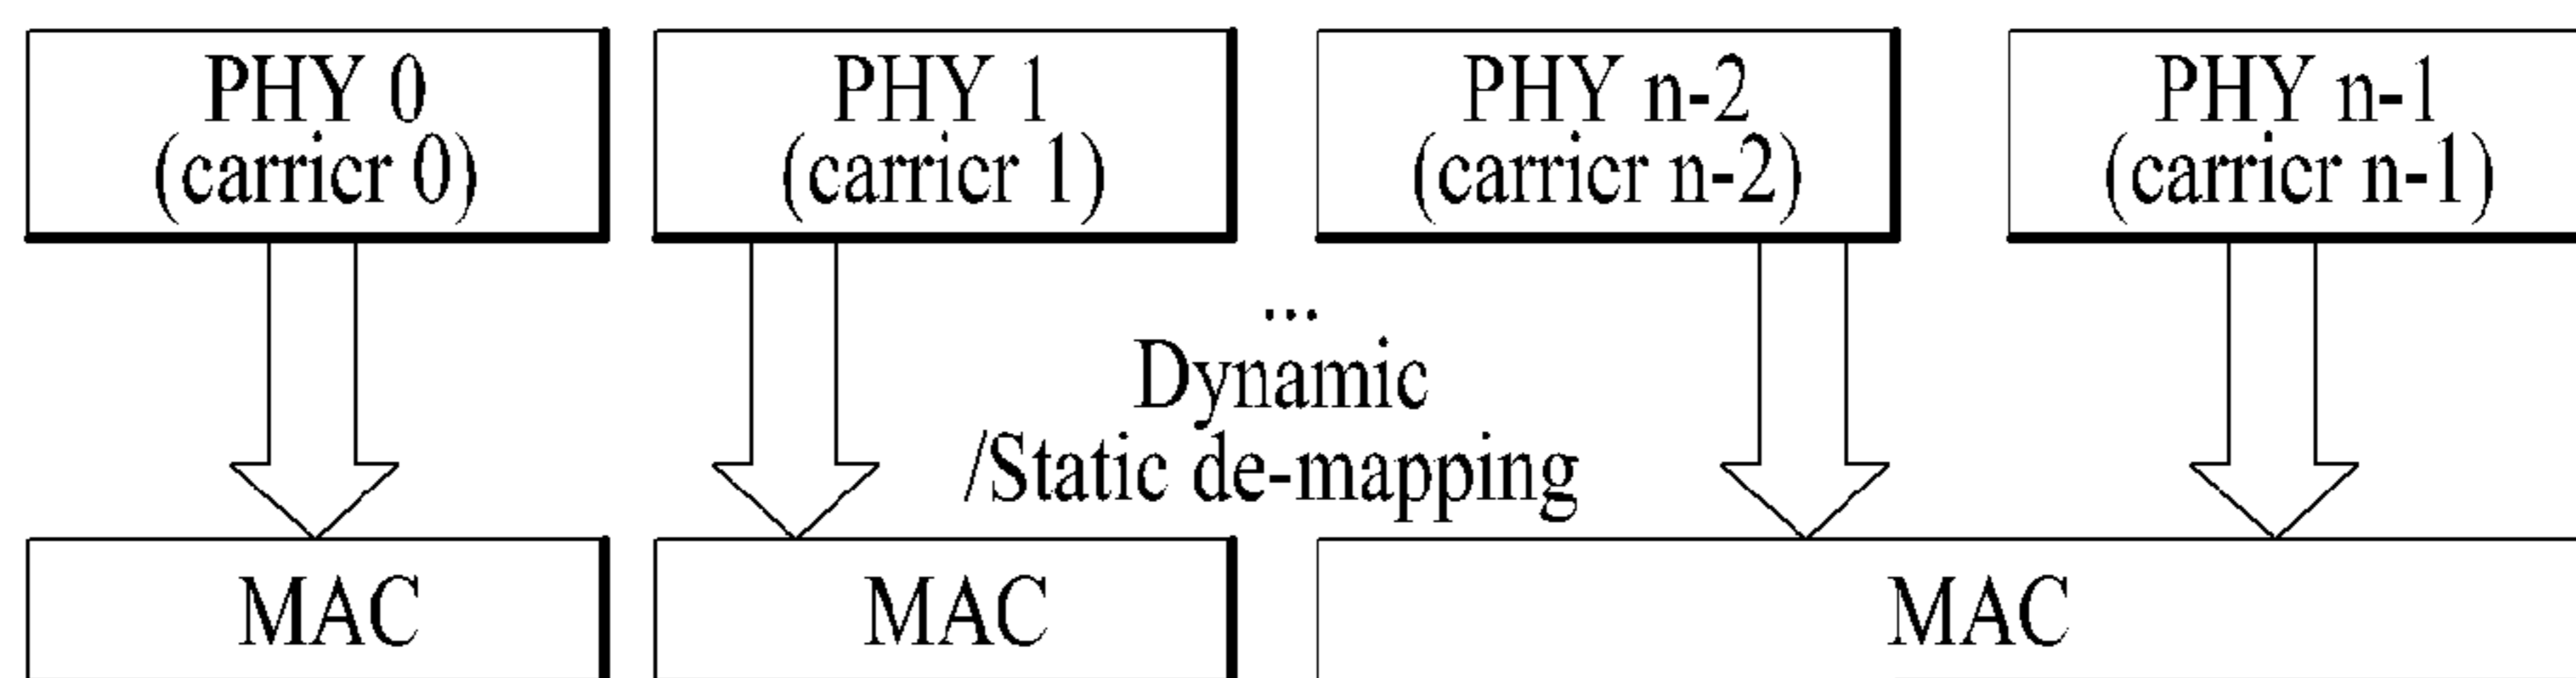 PHY 0
(carricr 0)
PHY 1
(carricr 1)
PHY n-2
(carricr n-2)
PHY n-1
(carricr n-1)
...
Dynamic
/Static de-mapping
MAC
MAC
MAC